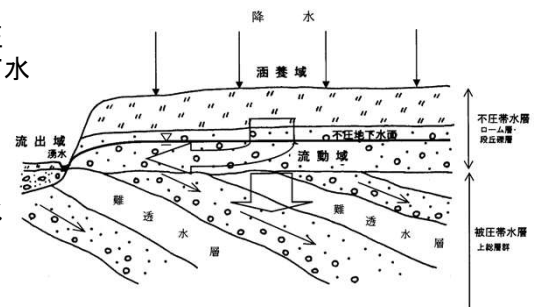 水
降水
涵養域
不圧地下水面
流出域
湧水
流動域
不圧帯水層
ローム層・
段丘礫層
難透水層
難透水層
被圧帯水層
上総層群